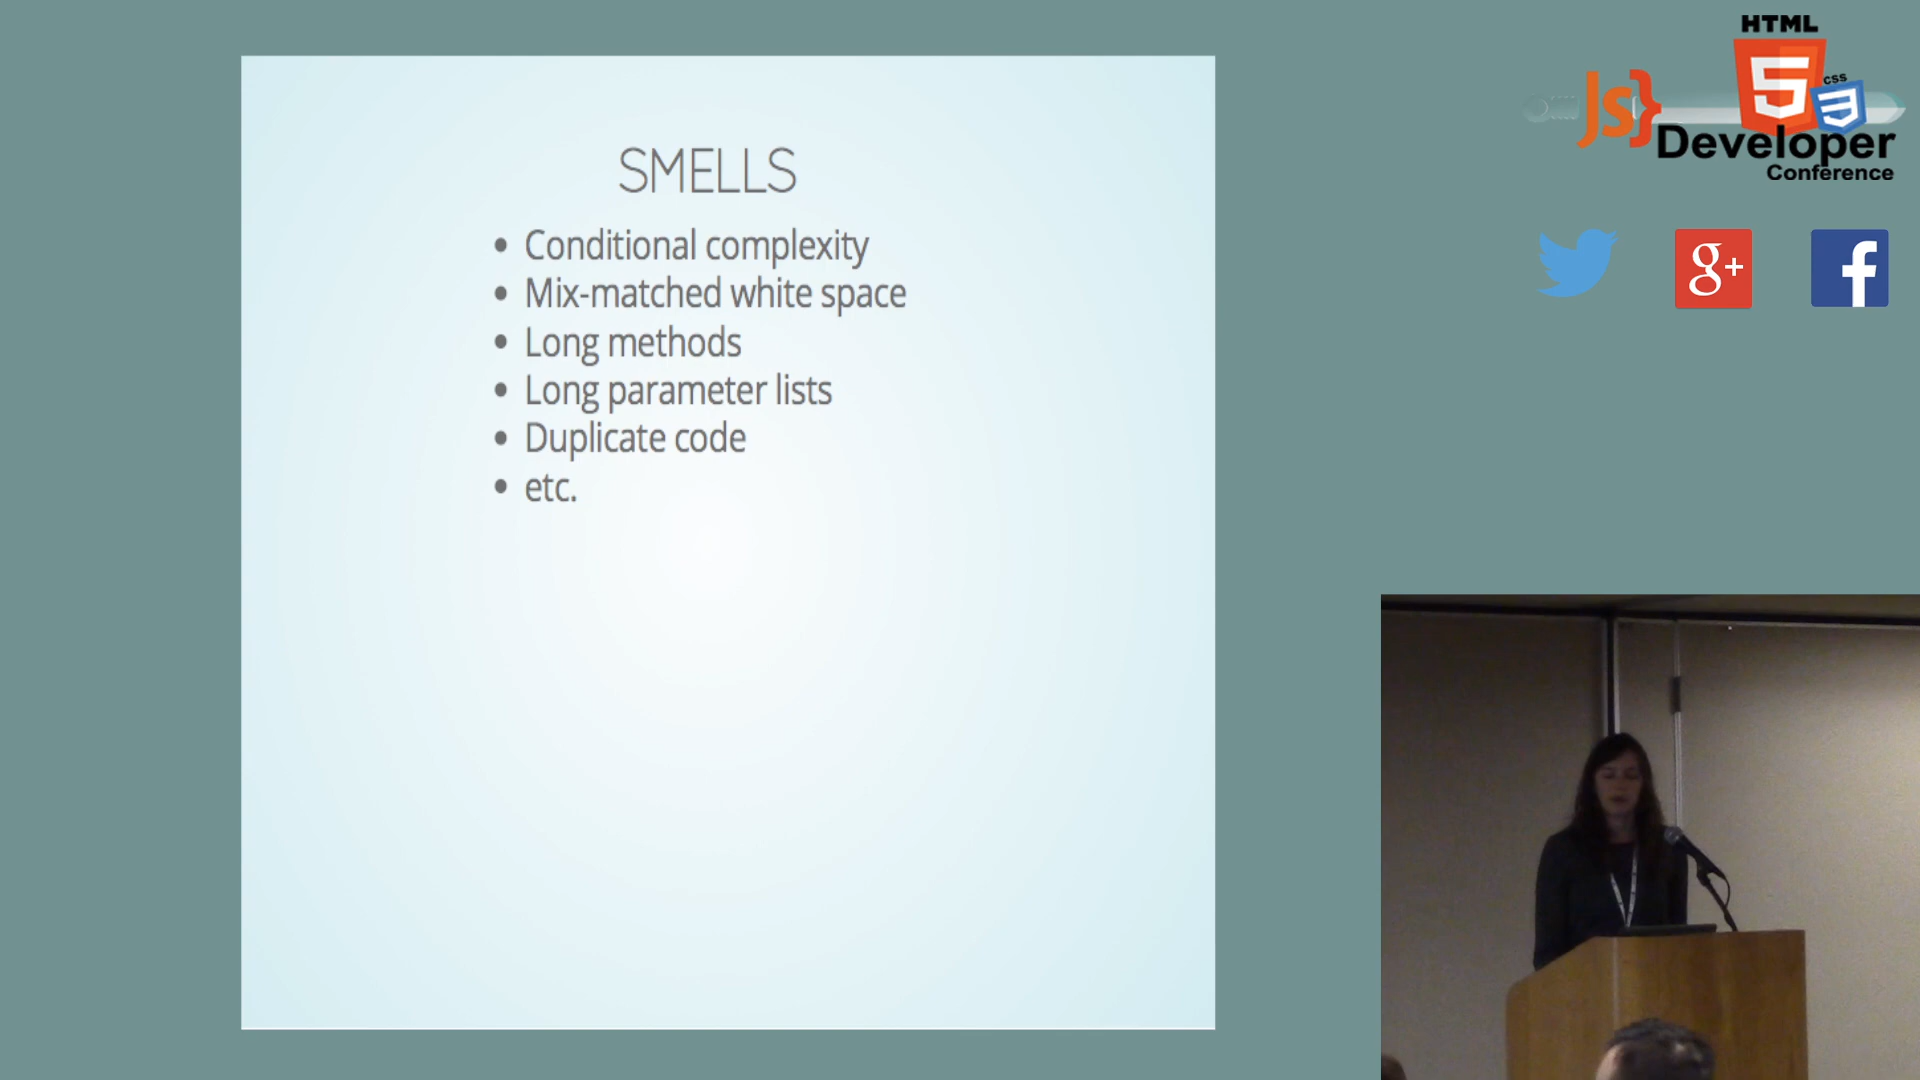 SMELLS
• Conditional complexity
• Mix-matched white space
• Long methods
• Long parameter lists
• Duplicate code
• etc.
HTML
5
CSS
3
Js}
Developer
Conference
g+
f